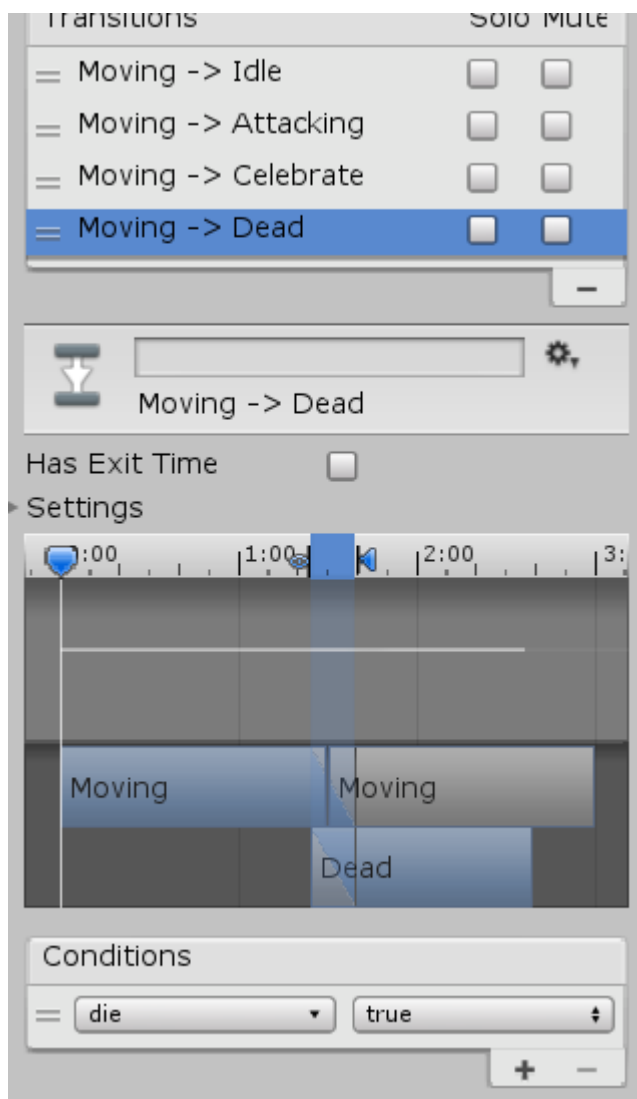 Transitions Solo Mute
Moving -> Idle
Moving -> Attacking
Moving -> Celebrate
Moving -> Dead
Moving -> Dead
Has Exit Time
Settings
:00 1:00 2:00 3:
Moving Moving
Dead
Conditions
die true